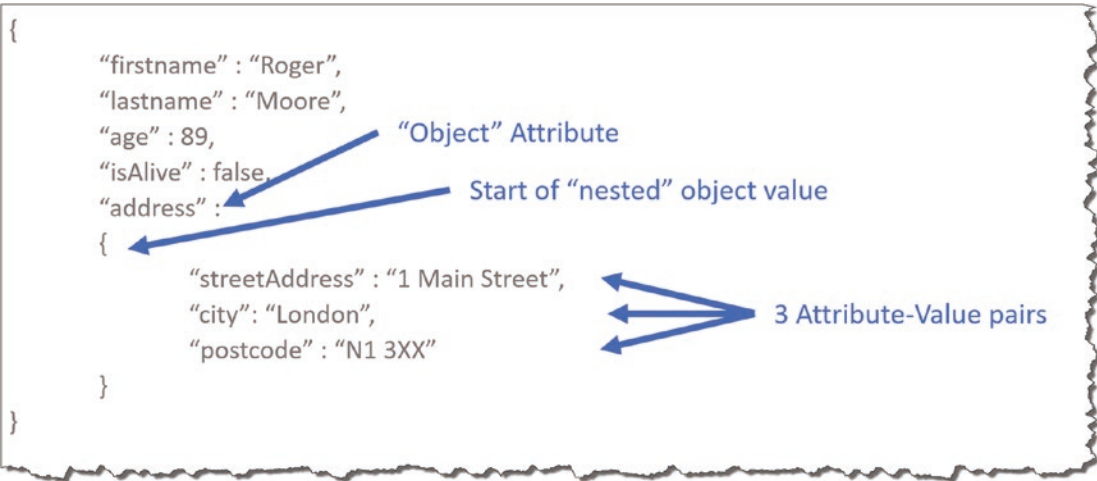 {
“firstname” : “Roger”,
“lastname” : “Moore”,
“age” : 89,
“Object” Attribute
“isAlive” : false,
Start of “nested” object value
“address” :
{
“streetAddress” : “1 Main Street”,
“city”: “London”,
3 Attribute-Value pairs
“postcode” : “N1 3XX”
}
}